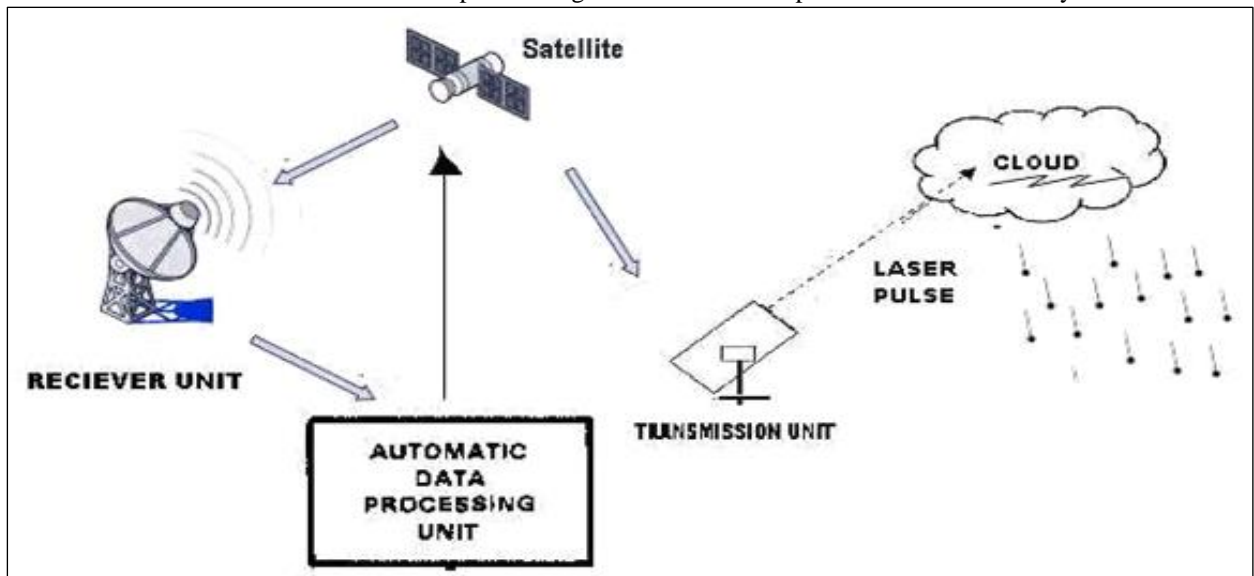 Satellite
CLOUD
LASER
PULSE
RECIEVER UNIT
TRANSMISSION UNIT
AUTOMATIC
DATA
PROCESSING
UNIT